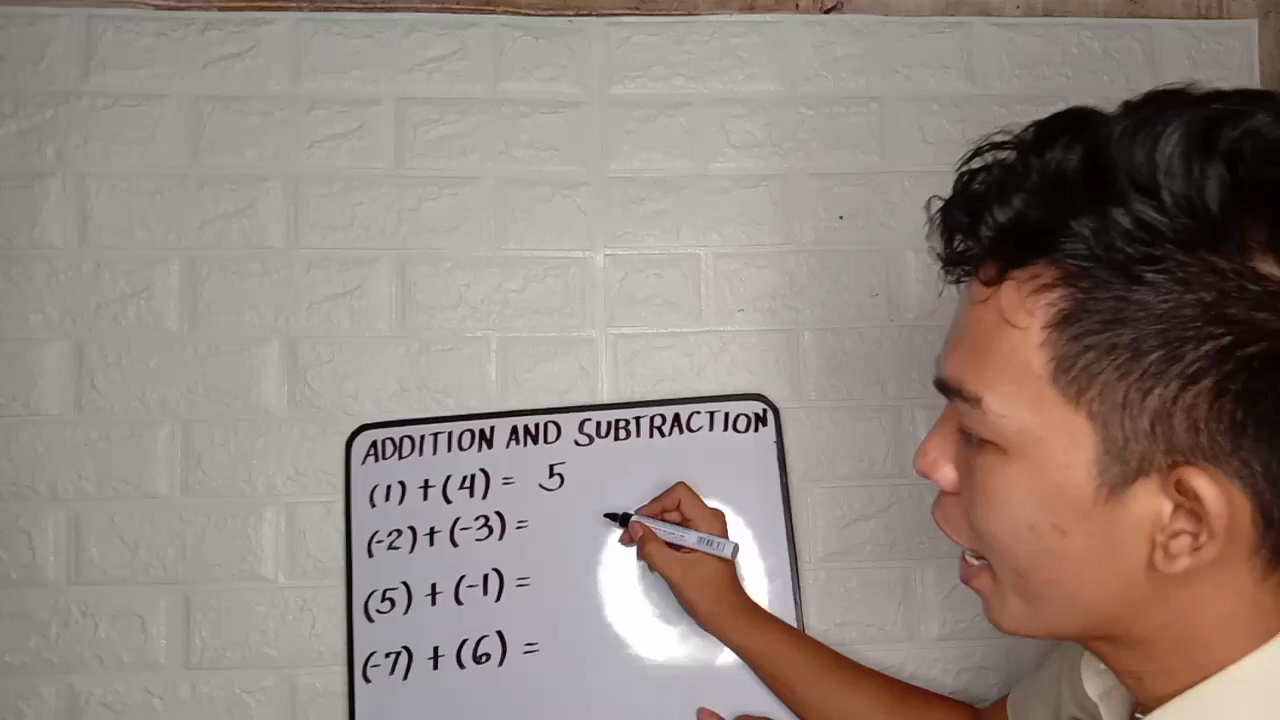 ADDITION AND SUBTRACTION
(1) + (4) = 5
(-2) + (-3) =
(5) + (-1) =
(-7) + (6) =